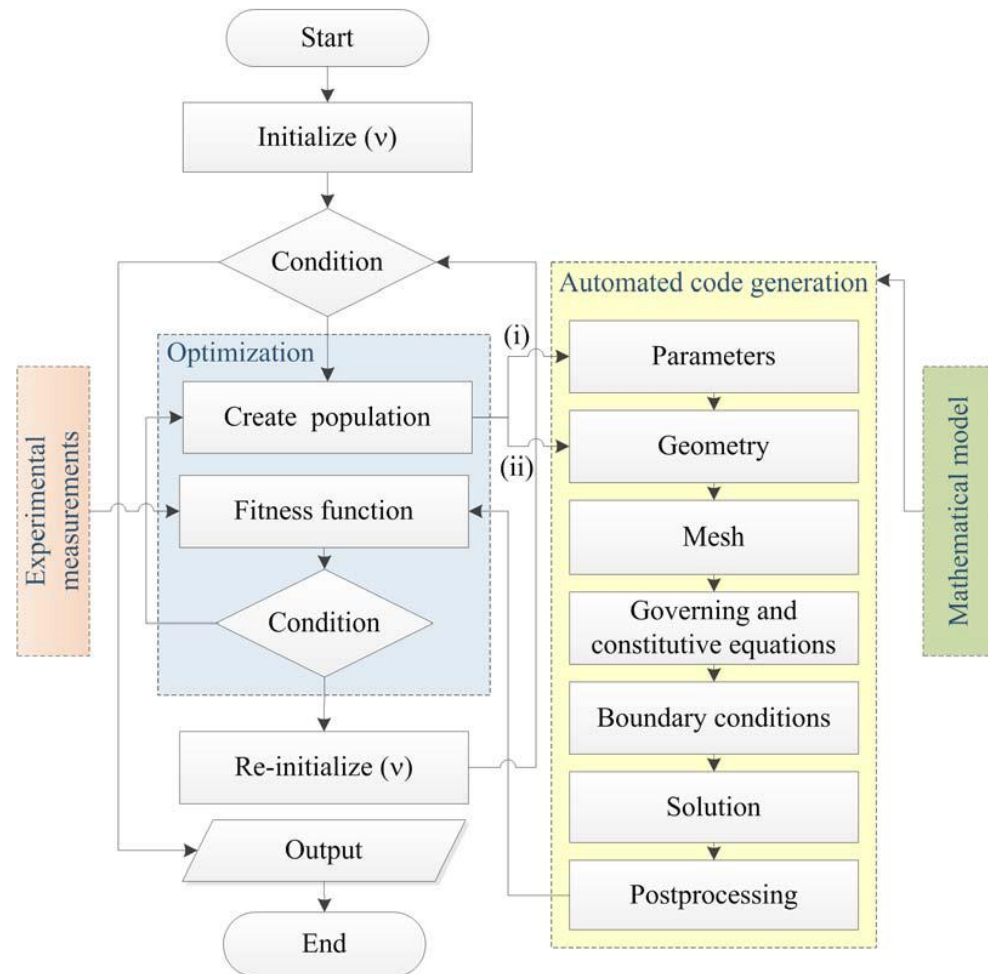 Start
Initialize (ν)
Condition
Optimization
Create population
Fitness function
Condition
Re-initialize (ν)
Output
End
Experimental
measurements
(i)
(ii)
Automated code generation
Parameters
Geometry
Mesh
Governing and
constitutive equations
Boundary conditions
Solution
Postprocessing
Mathematical model